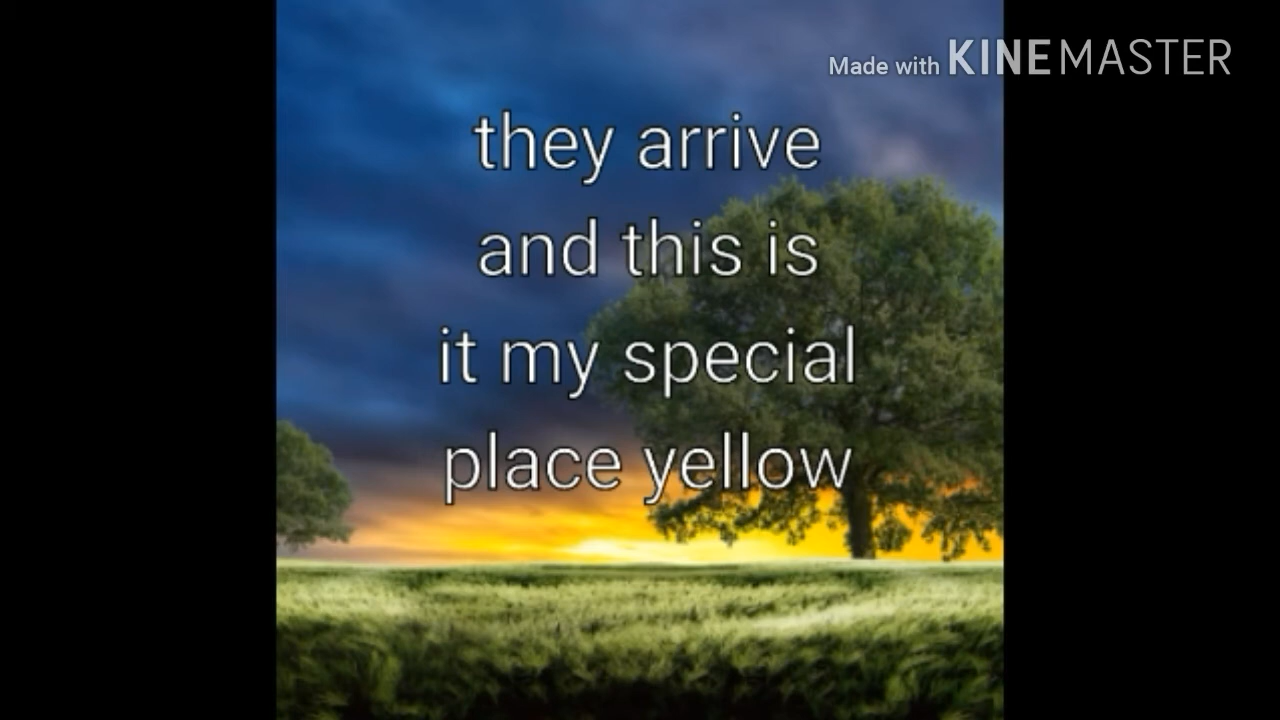 Made with KINEMASTER
they arrive
and this is
it my special
place yellow